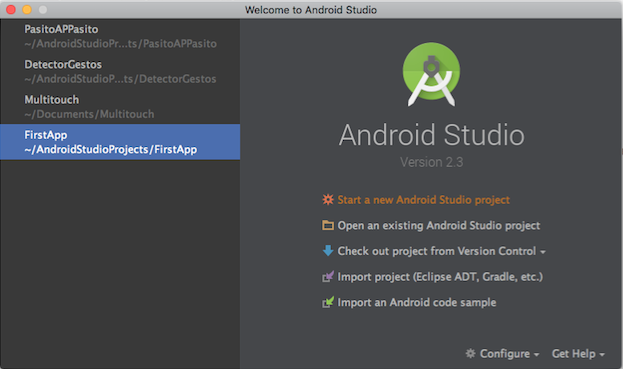 Welcome to Android Studio
PasitoAPPasito
~/AndroidStudioPr...ts/PasitoAPPasito
DetectorGestos
~/AndroidStudioP...ts/DetectorGestos
Multitouch
~/Documents/Multitouch
FirstApp
~/AndroidStudioProjects/FirstApp
Android Studio
Version 2.3
Start a new Android Studio project
Open an existing Android Studio project
Check out project from Version Control
Import project (Eclipse ADT, Gradle, etc.)
Import an Android code sample
Configure
Get Help